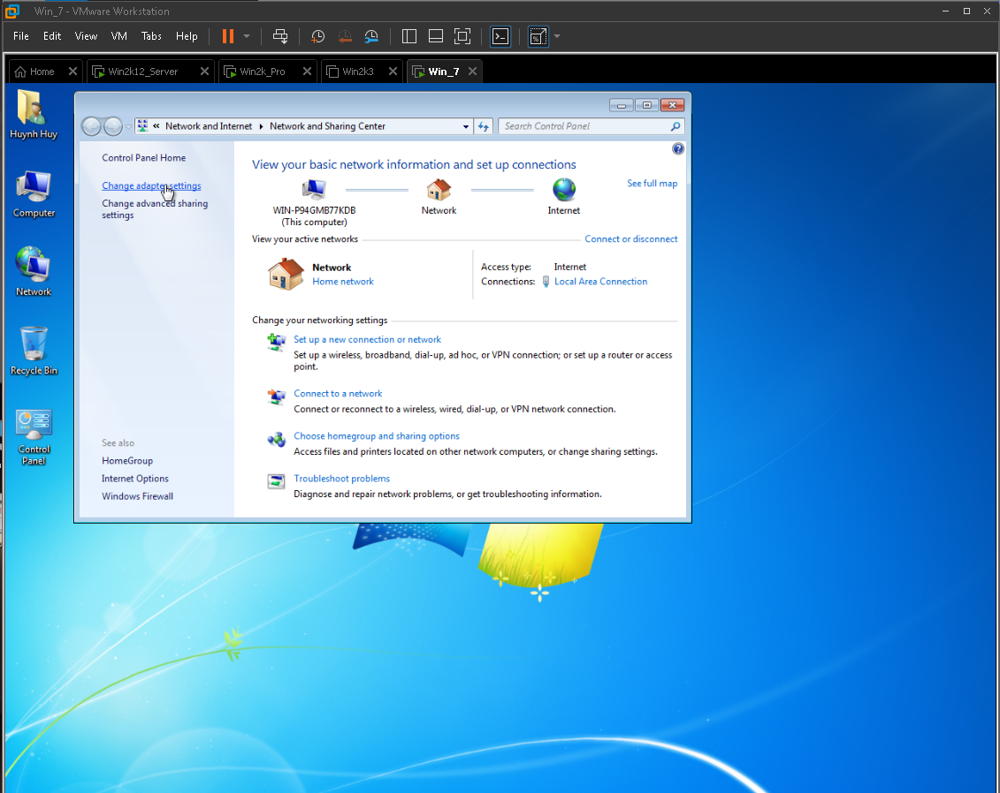 Win_7 - VMware Workstation
File Edit View VM Tabs Help
Home Win2k12_Server Win2k_Pro Win2k3 Win_7
Huynh Huy
Computer
Network
Recycle Bin
Control
Panel
« Network and Internet Network and Sharing Center
Search Control Panel
Control Panel Home
Change adapter settings
Change advanced sharing
settings
See also
HomeGroup
Internet Options
Windows Firewall
View your basic network information and set up connections
See full map
WIN-P94GMB77KDB
(This computer)
Network
Internet
View your active networks
Connect or disconnect
Network
Home network
Access type: Internet
Connections: Local Area Connection
Change your networking settings
Set up a new connection or network
Set up a wireless, broadband, dial-up, ad hoc, or VPN connection; or set up a router or access
point.
Connect to a network
Connect or reconnect to a wireless, wired, dial-up, or VPN network connection.
Choose homegroup and sharing options
Access files and printers located on other network computers, or change sharing settings.
Troubleshoot problems
Diagnose and repair network problems, or get troubleshooting information.